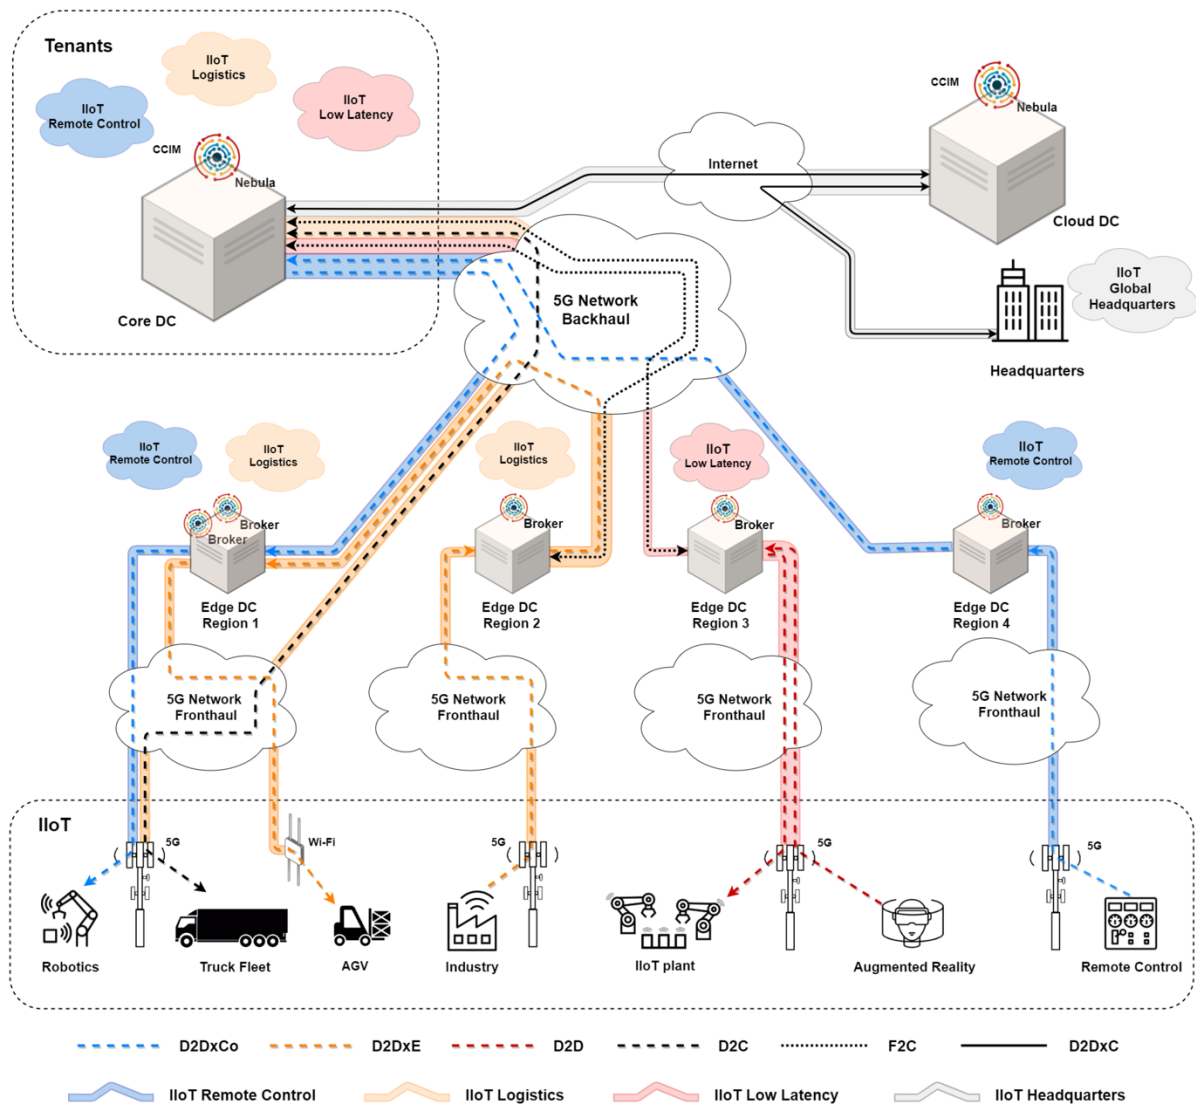 Tenants
IIoT
Logistics
IIoT
Remote Control
IIoT
Low Latency
CCIM
Nebula
Core DC
Internet
CCIM
Nebula
Cloud DC
IIoT
Global
Headquarters
Headquarters
5G Network
Backhaul
IIoT
Remote Control
IIoT
Logistics
IIoT
Logistics
IIoT
Low Latency
IIoT
Remote Control
Broker
Broker
Broker
Broker
Broker
Edge DC
Region 1
Edge DC
Region 2
Edge DC
Region 3
Edge DC
Region 4
5G Network
Fronthaul
5G Network
Fronthaul
5G Network
Fronthaul
5G Network
Fronthaul
IIoT
5G
Wi-Fi
5G
5G
5G
Robotics
Truck Fleet
AGV
Industry
IIoT plant
Augmented Reality
Remote Control
D2DxCo
D2DxE
D2D
D2C
F2C
D2DxC
IIoT Remote Control
IIoT Logistics
IIoT Low Latency
IIoT Headquarters